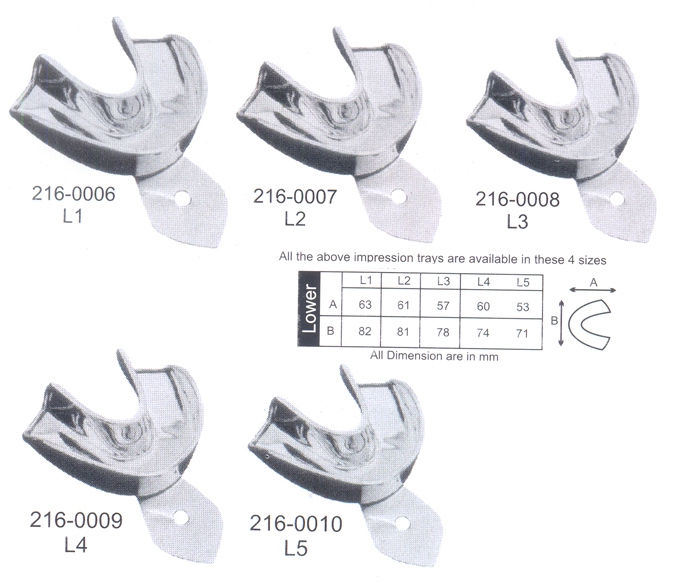 216-0006
L1
216-0007
L2
216-0008
L3
All the above impression trays are available in these 4 sizes
Lower
L1 L2 L3 L4 L5
A 63 61 57 60 53
B 82 81 78 74 71
A
B
All Dimension are in mm
216-0009
L4
216-0010
L5